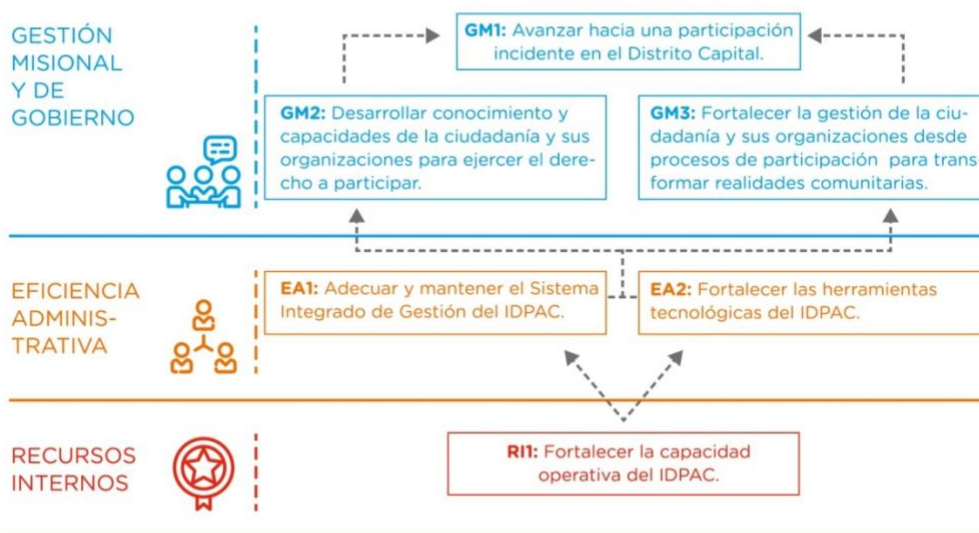 GESTIÓN
MISIONAL
Y DE
GOBIERNO
GM1: Avanzar hacia una participación
incidente en el Distrito Capital.
GM2: Desarrollar conocimiento y
capacidades de la ciudadanía y sus
organizaciones para ejercer el dere-
cho a participar.
GM3: Fortalecer la gestión de la ciu-
dadanía y sus organizaciones desde
procesos de participación para trans
formar realidades comunitarias.
EFICIENCIA
ADMINIS-
TRATIVA
EA1: Adecuar y mantener el Sistema
Integrado de Gestión del IDPAC.
EA2: Fortalecer las herramientas
tecnológicas del IDPAC.
RECURSOS
INTERNOS
RI1: Fortalecer la capacidad
operativa del IDPAC.